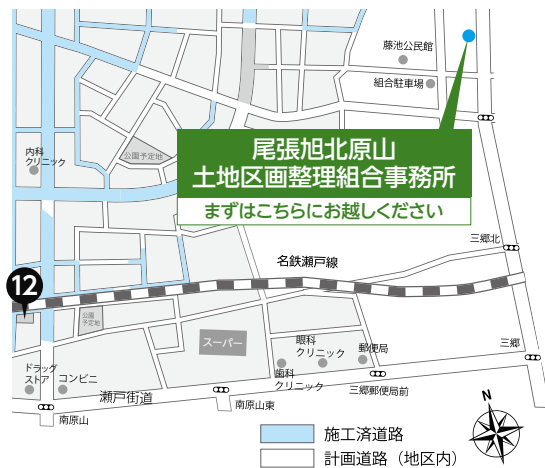 藤池公民館
組合駐車場
尾張旭北原山
土地区画整理組合事務所
まずはこちらにお越しください
内科
クリニック
公園予定地
三郷北
名鉄瀬戸線
12
公園
予定地
スーパー
眼科
クリニック
郵便局
三郷
歯科
クリニック
ドラッグ
ストア
コンビニ
瀬戸街道
三郷郵便局前
南原山
南原山東
N
施工済道路
計画道路（地区内）